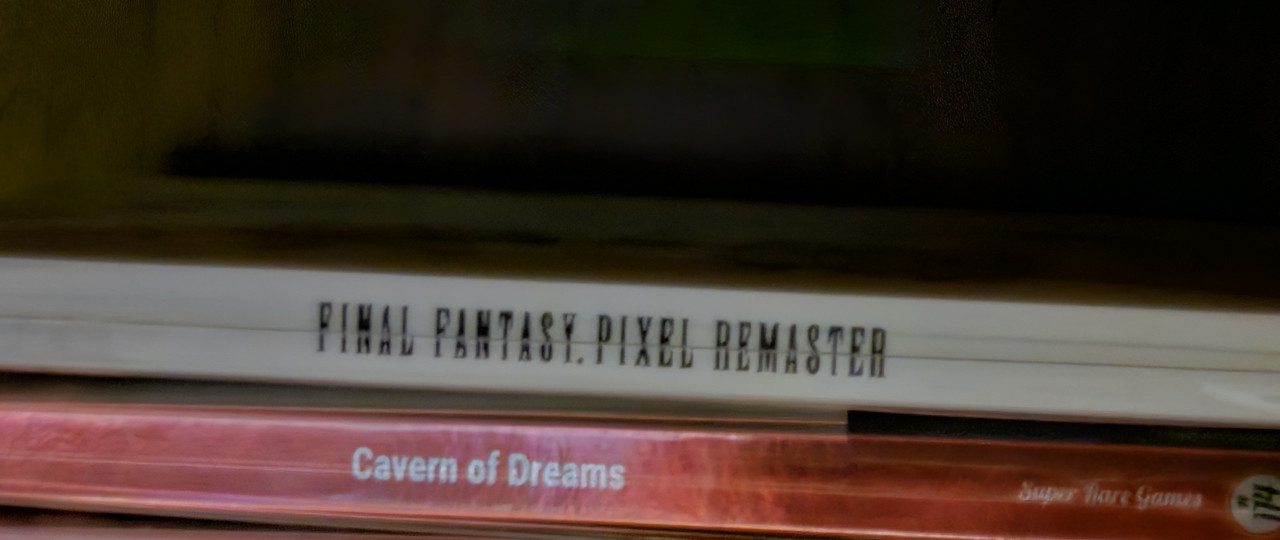 FINAL FANTASY. PIXEL REMASTER
Cavern of Dreams
Super Rare Games